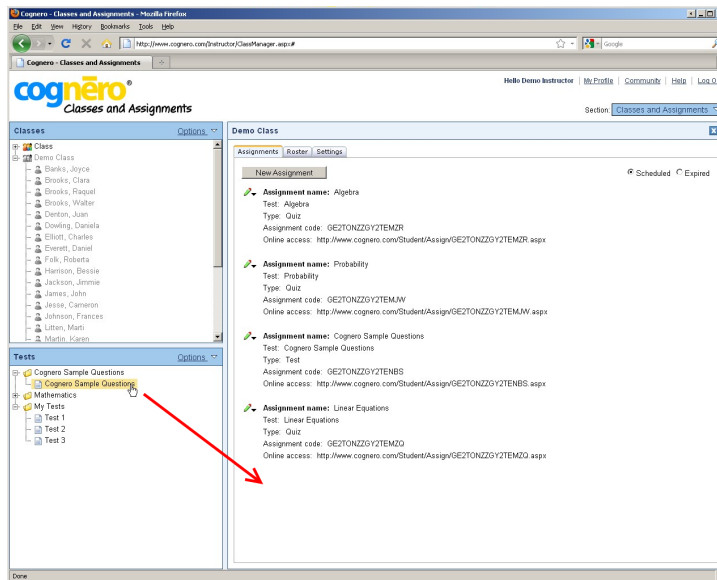 Cognero - Classes and Assignments - Mozilla Firefox
File Edit View History Bookmarks Tools Help
http://www.cognero.com/Instructor/ClassManager.aspx#
Google
Cognero - Classes and Assignments
cognēro®
Classes and Assignments
Hello Demo Instructor | My Profile | Community | Help | Log O
Section: Classes and Assignments
Classes Options
Class
Demo Class
Banks, Joyce
Brooks, Clara
Brooks, Raquel
Brooks, Walter
Denton, Juan
Dowling, Daniela
Elliott, Charles
Everett, Daniel
Folk, Roberta
Harrison, Bessie
Jackson, Jimmie
James, John
Jesse, Cameron
Johnson, Frances
Litten, Marti
Martin, Karen
Tests Options
Cognero Sample Questions
Cognero Sample Questions
Mathematics
My Tests
Test 1
Test 2
Test 3
Demo Class
Assignments Roster Settings
New Assignment
Scheduled Expired
Assignment name: Algebra
Test: Algebra
Type: Quiz
Assignment code: GE2TONZZGY2TEMZR
Online access: http://www.cognero.com/Student/Assign/GE2TONZZGY2TEMZR.aspx
Assignment name: Probability
Test: Probability
Type: Quiz
Assignment code: GE2TONZZGY2TEMJW
Online access: http://www.cognero.com/Student/Assign/GE2TONZZGY2TEMJW.aspx
Assignment name: Cognero Sample Questions
Test: Cognero Sample Questions
Type: Test
Assignment code: GE2TONZZGY2TENBS
Online access: http://www.cognero.com/Student/Assign/GE2TONZZGY2TENBS.aspx
Assignment name: Linear Equations
Test: Linear Equations
Type: Quiz
Assignment code: GE2TONZZGY2TEMZQ
Online access: http://www.cognero.com/Student/Assign/GE2TONZZGY2TEMZQ.aspx
Done